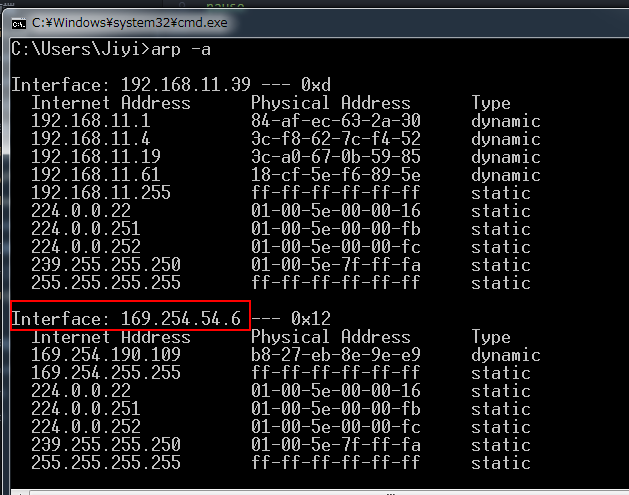 pause
C:¥Windows¥system32¥cmd.exe
C:\Users\Jiyi>arp -a
Interface: 192.168.11.39 --- 0xd
Internet Address Physical Address Type
192.168.11.1 84-af-ec-63-2a-30 dynamic
192.168.11.4 3c-f8-62-7c-f4-52 dynamic
192.168.11.19 3c-a0-67-0b-59-85 dynamic
192.168.11.61 18-cf-5e-f6-89-5e dynamic
192.168.11.255 ff-ff-ff-ff-ff-ff static
224.0.0.22 01-00-5e-00-00-16 static
224.0.0.251 01-00-5e-00-00-fb static
224.0.0.252 01-00-5e-00-00-fc static
239.255.255.250 01-00-5e-7f-ff-fa static
255.255.255.255 ff-ff-ff-ff-ff-ff static
Interface: 169.254.54.6 --- 0x12
Internet Address Physical Address Type
169.254.190.109 b8-27-eb-8e-9e-e9 dynamic
169.254.255.255 ff-ff-ff-ff-ff-ff static
224.0.0.22 01-00-5e-00-00-16 static
224.0.0.251 01-00-5e-00-00-fb static
224.0.0.252 01-00-5e-00-00-fc static
239.255.255.250 01-00-5e-7f-ff-fa static
255.255.255.255 ff-ff-ff-ff-ff-ff static